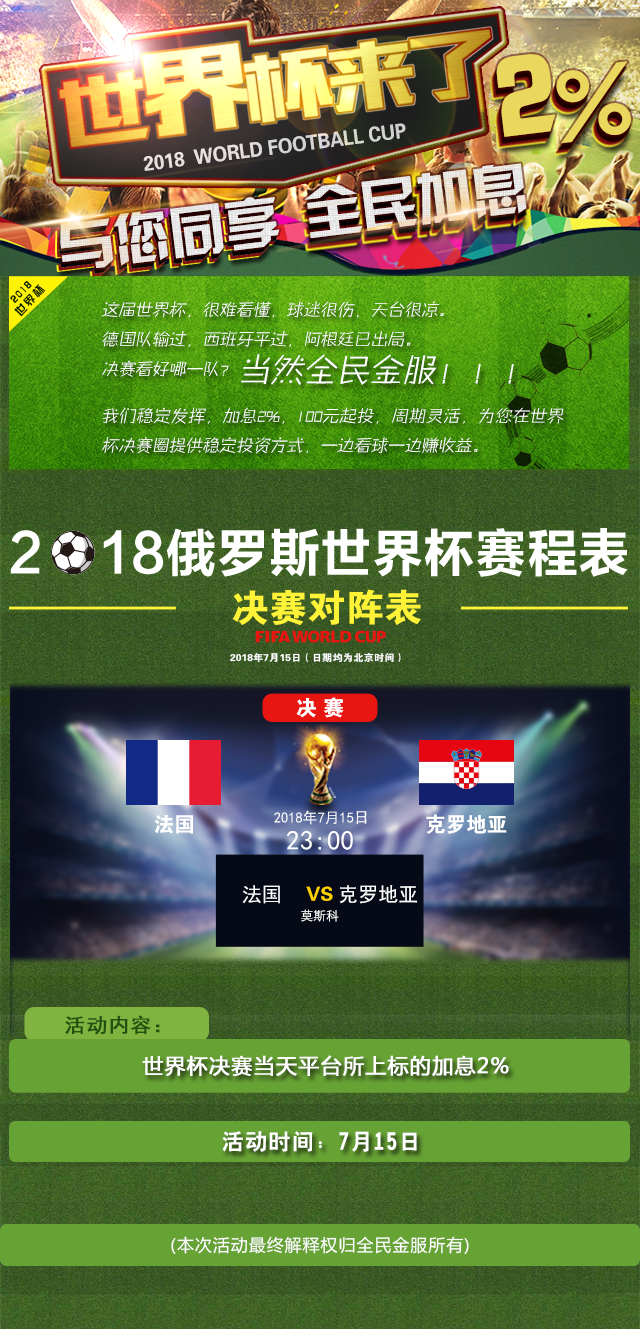 世界杯来了
2%
2018 WORLD FOOTBALL CUP
与您同享 全民加息
2018
世界杯
这届世界杯，很难看懂，球迷很伤，天台很凉。
德国队输过，西班牙平过，阿根廷已出局。
决赛看好哪一队？当然全民金服！！！
我们稳定发挥，加息2%，100元起投，周期灵活，为您在世界
杯决赛圈提供稳定投资方式，一边看球一边赚收益。
2018俄罗斯世界杯赛程表
决赛对阵表
FIFA WORLD CUP
2018年7月15日（日期均为北京时间）
决赛
法国
克罗地亚
2018年7月15日
23:00
法国 VS 克罗地亚
莫斯科
活动内容：
世界杯决赛当天平台所上标的加息2%
活动时间：7月15日
(本次活动最终解释权归全民金服所有)